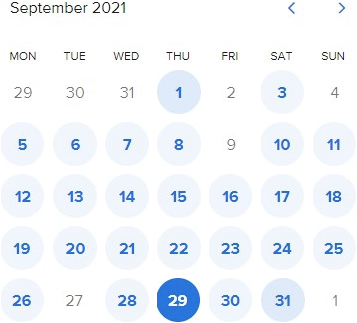 September 2021
MON TUE WED THU FRI SAT SUN
29 30 31 1 2 3 4
5 6 7 8 9 10 11
12 13 14 15 16 17 18
19 20 21 22 23 24 25
26 27 28 29 30 31 1